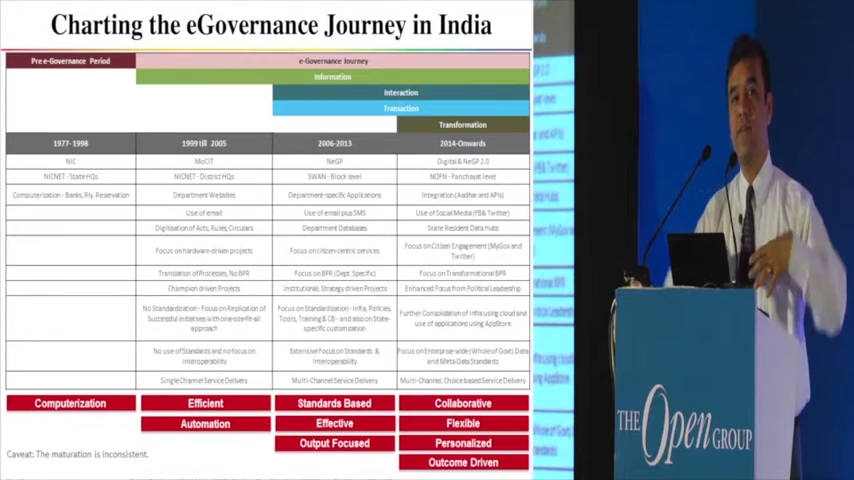 Charting the eGovernance Journey in India
Pre e-Governance Period
e-Governance Journey
Information
Interaction
Transaction
Transformation
1977-1998
1999 till 2005
2006-2013
2014-Onwards
NIC
McCIT
NeGP
Digital & NeGP 2.0
NICNET - State HQs
NICNET - District HQs
SWAN - Block level
NOFN - Panchayat level
Computerization - Banks, Rly. Reservation
Department Websites
Department-specific Applications
Integration (Aadhar and APIs)
Use of email
Use of email plus SMS
Use of Social Media (FB& Twitter)
Digitisation of Acts, Rules, Circulars
Department Databases
State Resident Data Hubs
Focus on hardware-driven projects
Focus on citizen-centric services
Focus on Citizen Engagement (MyGov and
Twitter)
Translation of Processes, No BPR
Focus on BPR (Dept. Specific)
Focus on Transformational BPR
Champion driven Projects
Institutional, Strategy driven Projects
Enhanced Focus from Political Leadership
No Standardization - Focus on Replication of
Successful initiatives with one-size-fit-all
approach
Focus on Standardization - Infra, Policies,
Tools, Training & CB - and also on State-
specific customization
Further Consolidation of Infra using cloud and
use of applications using AppStore
No use of Standards and no focus on
Interoperability
Extensive Focus on Standards &
Interoperability
Focus on Enterprise-wide (Whole of Govt) Data
and Meta-Data Standards
Single Channel Service Delivery
Multi-Channel Service Delivery
Multi-Channel, Choice based Service Delivery
Computerization
Efficient
Standards Based
Collaborative
Automation
Effective
Flexible
Output Focused
Personalized
Outcome Driven
Caveat: The maturation is inconsistent.
THE Open GROUP